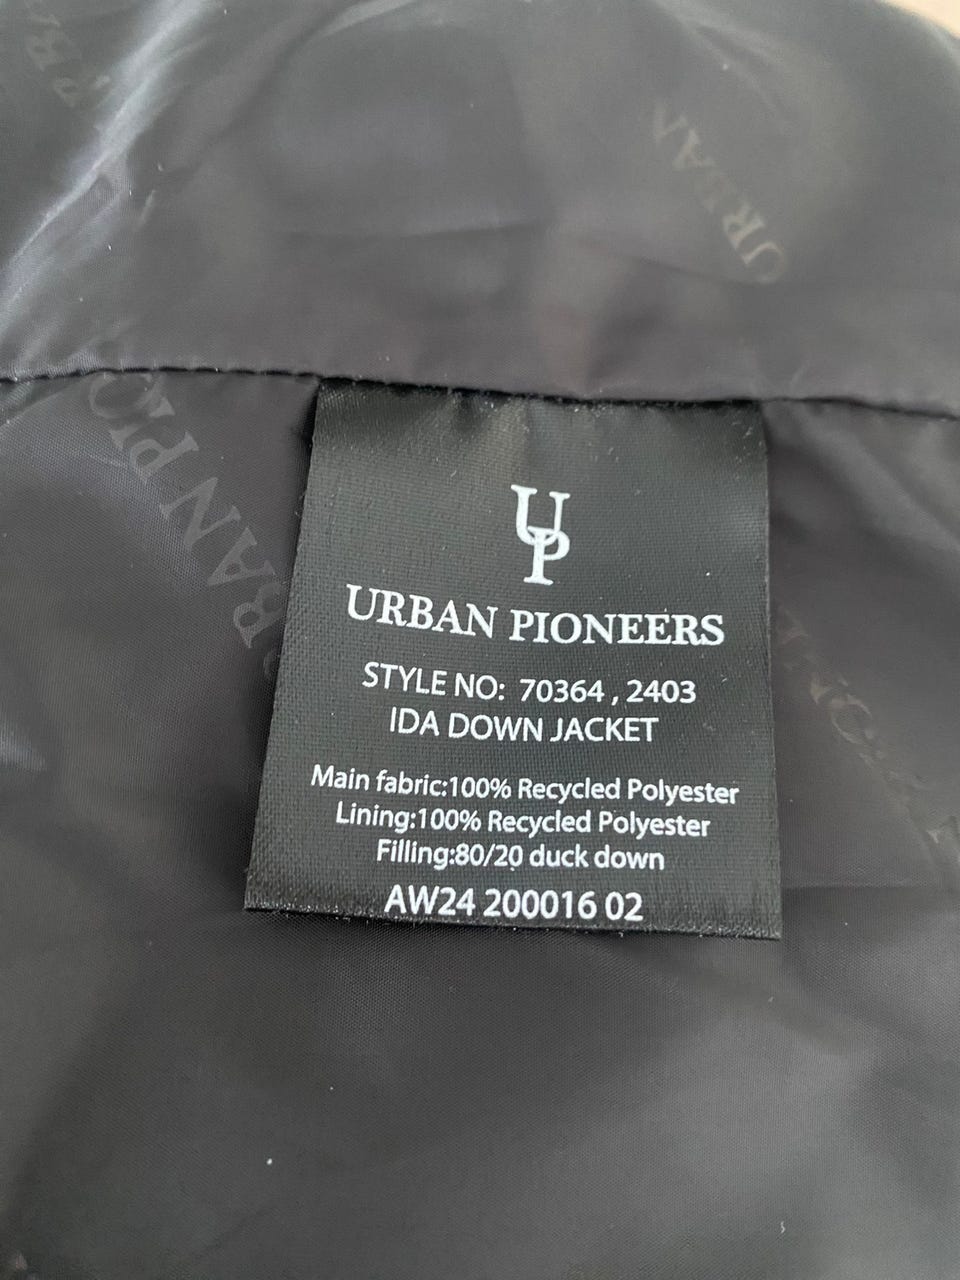 URBAN
UP
URBAN PIONEERS
STYLE NO: 70364 , 2403
IDA DOWN JACKET
Main fabric:100% Recycled Polyester
Lining:100% Recycled Polyester
Filling:80/20 duck down
AW24 200016 02